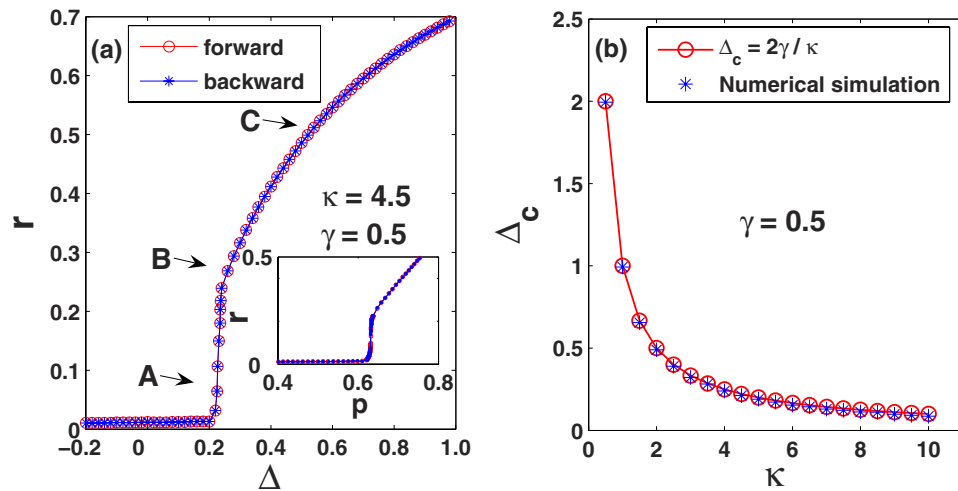 (a)
forward
backward
C
κ = 4.5
γ = 0.5
B
A
r
0.7
0.6
0.5
0.4
0.3
0.2
0.1
0
−0.2 0 0.2 0.4 0.6 0.8 1.0
Δ
0.5
r
0
0.4 0.6 0.8
p
(b)
Δc = 2γ / κ
Numerical simulation
γ = 0.5
Δc
2.5
2
1.5
1
0.5
0
0 2 4 6 8 10
κ